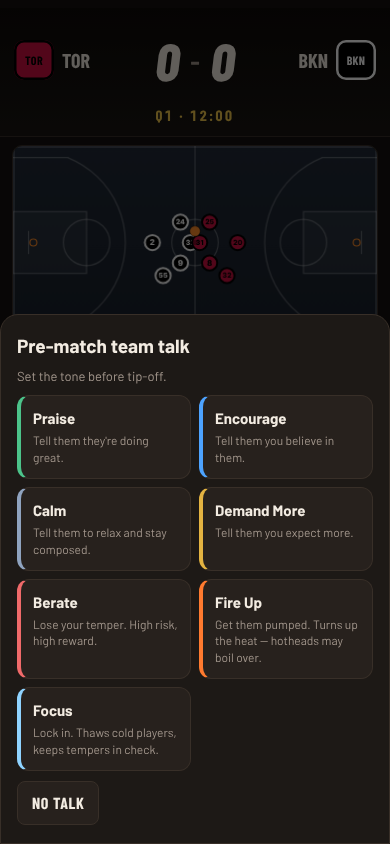 TOR TOR 0 - 0 BKN BKN
Q1 · 12:00
24
2
9
55
Pre-match team talk
Set the tone before tip-off.
Praise
Tell them they're doing
great.
Encourage
Tell them you believe in
them.
Calm
Tell them to relax and stay
composed.
Demand More
Tell them you expect more.
Berate
Lose your temper. High risk,
high reward.
Fire Up
Get them pumped. Turns up
the heat — hotheads may
boil over.
Focus
Lock in. Thaws cold players,
keeps tempers in check.
NO TALK